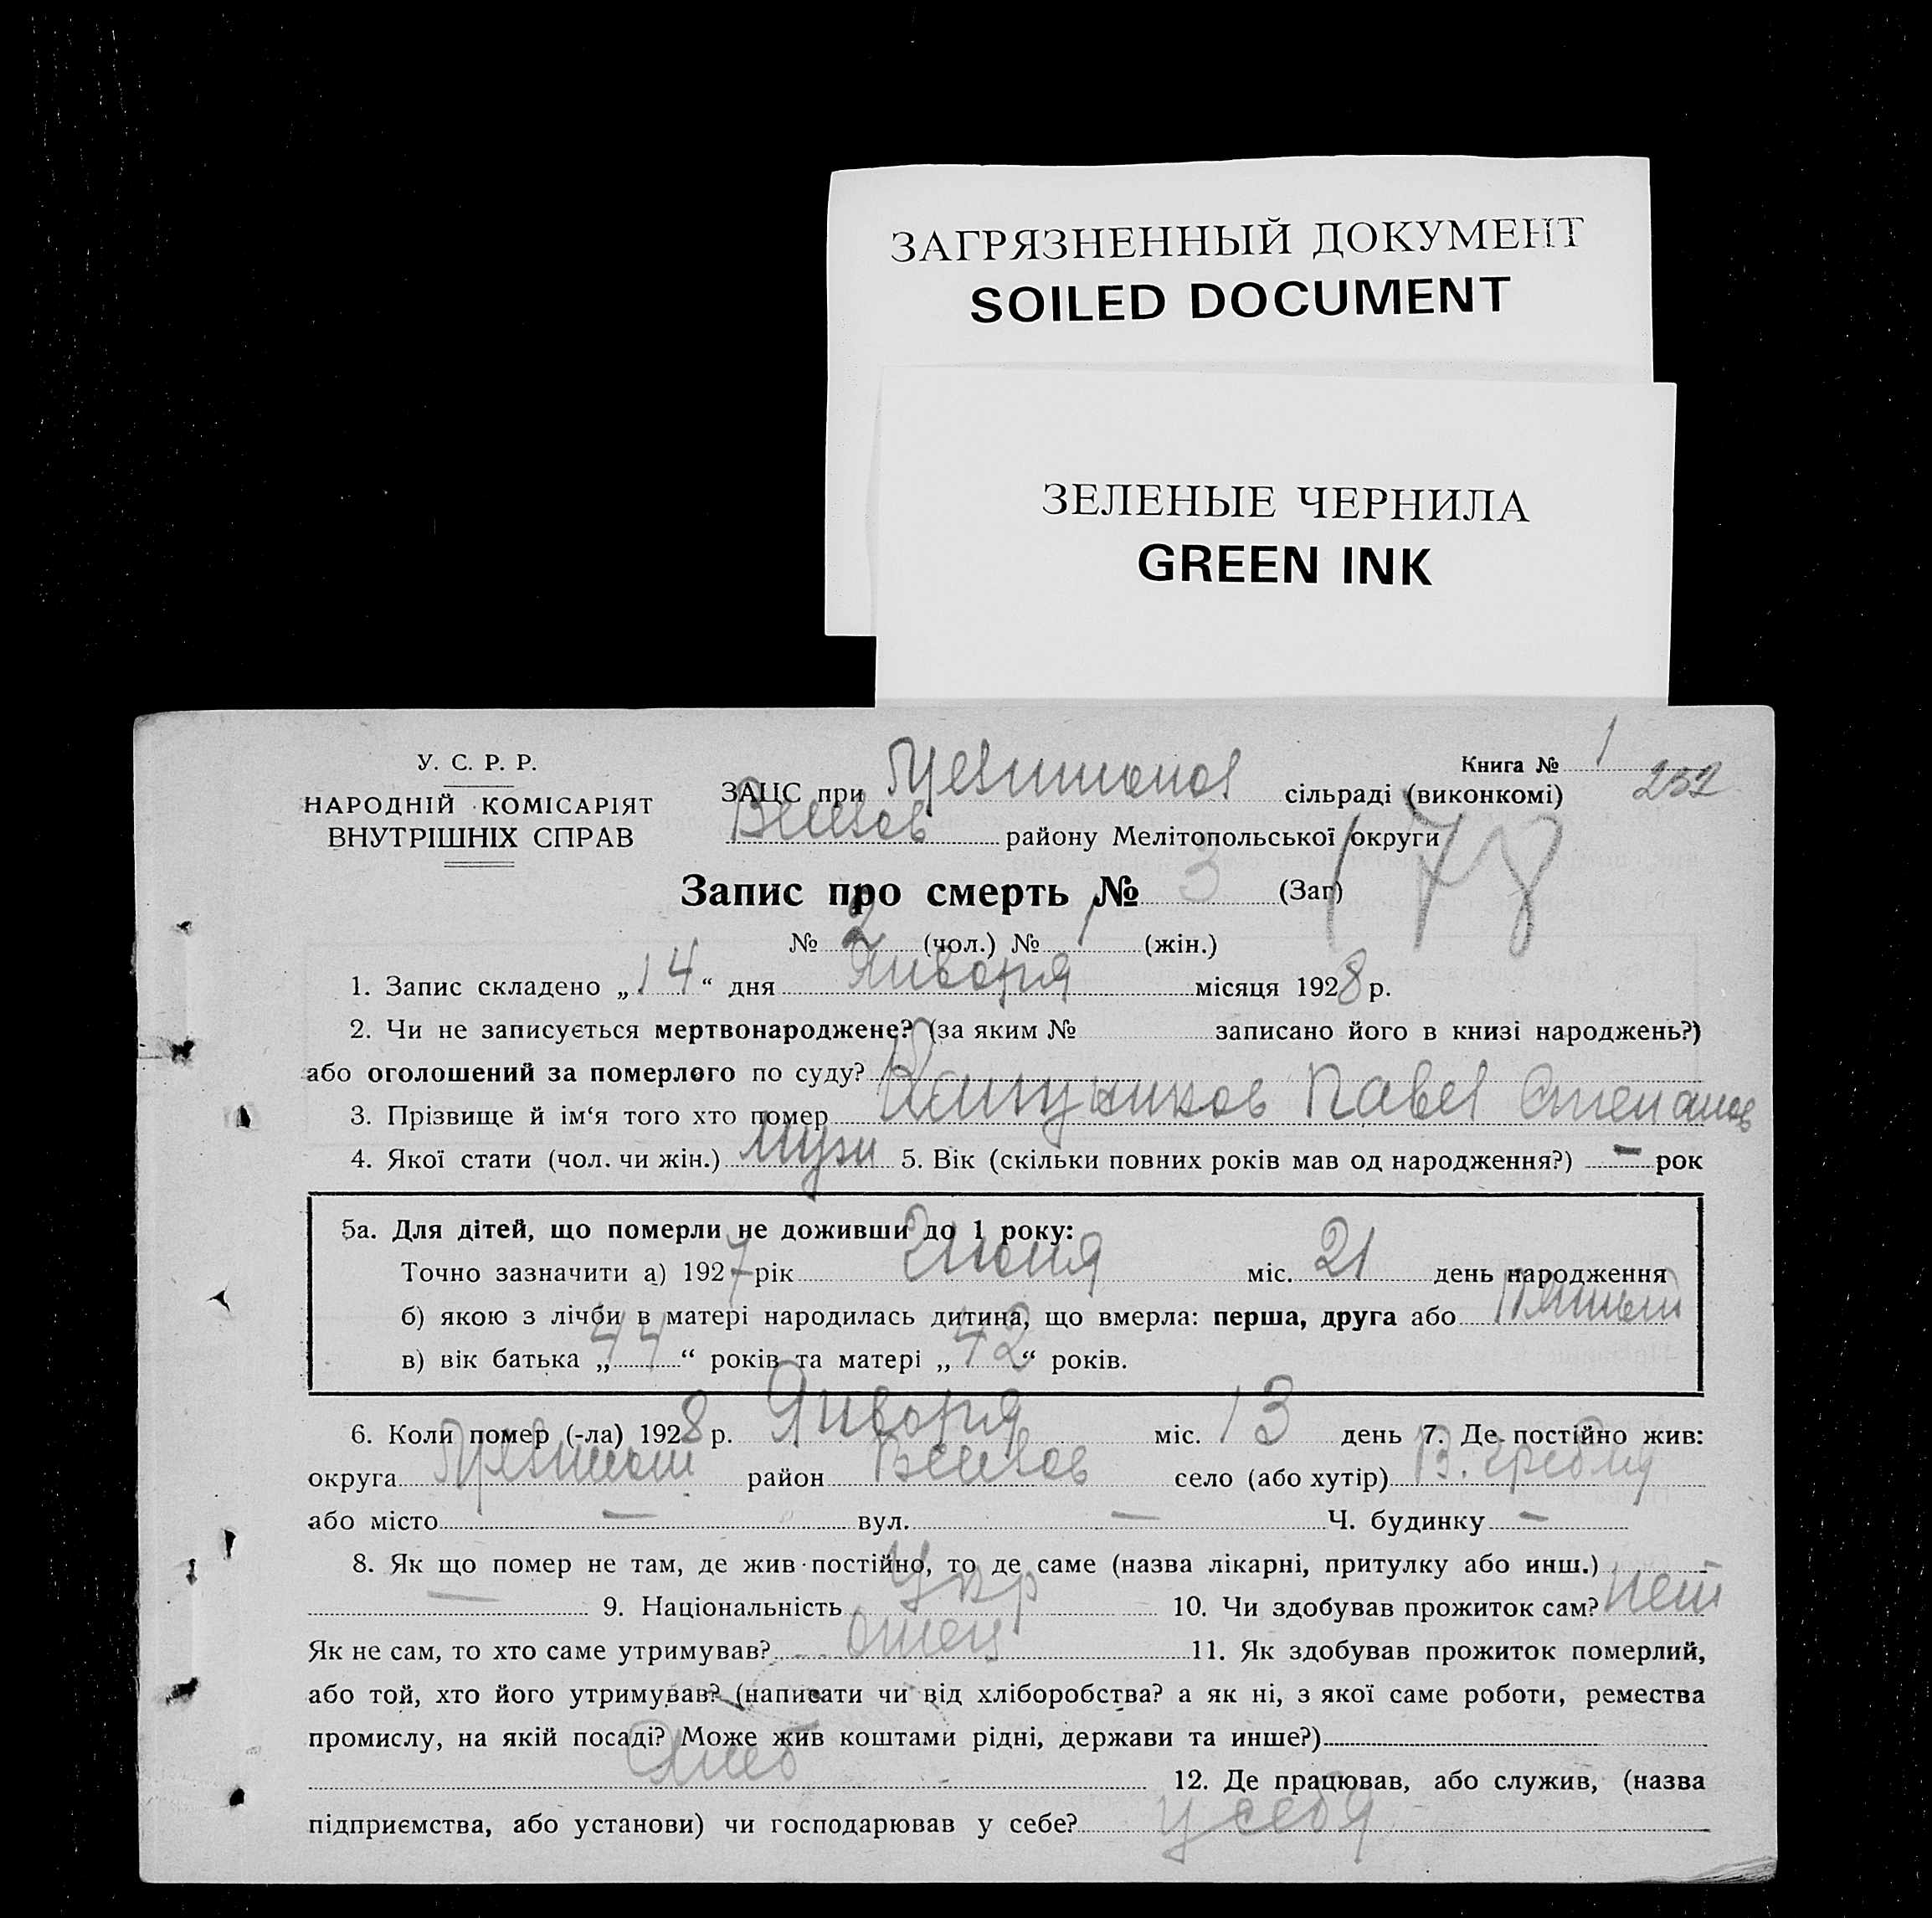 ЗАГРЯЗНЕННЫЙ ДОКУМЕНТ
SOILED DOCUMENT
ЗЕЛЕНЫЕ ЧЕРНИЛА
GREEN INK
У. С. Р. Р.
НАРОДНІЙ КОМІСАРІЯТ
ВНУТРІШНІХ СПРАВ
Книга № 1
252
ЗАЦС при сільраді (виконкомі)
району Мелітопольської округи
178
Запис про смерть № 3 (Заг)
№ 2 (чол.) № 1 (жін.)
1. Запис складено „14“ дня Января місяця 1928 р.
2. Чи не записується мертвонароджене? (за яким № записано його в книзі народжень?)
або оголошений за померлого по суду?
3. Прізвище й ім‘я того хто помер Павел Степанов
4. Якої стати (чол. чи жін.) Мужч 5. Вік (скільки повних років мав од народження?) — рок
5а. Для дітей, що померли не доживши до 1 року:
Точно зазначити а) 1927 рік Июня міс. 21 день народження
б) якою з лічби в матері народилась дитина, що вмерла: перша, друга або
в) вік батька „44“ років та матері „42“ років.
6. Коли помер (-ла) 1928 р. Января міс. 13 день 7. Де постійно жив:
округа район село (або хутір)
або місто — вул. — Ч. будинку —
8. Як що помер не там, де жив постійно, то де саме (назва лікарні, притулку або инш.)
— 9. Національність Укр 10. Чи здобував прожиток сам? Нет
Як не сам, то хто саме утримував? отец 11. Як здобував прожиток померлий,
або той, хто його утримував? (написати чи від хліборобства? а як ні, з якої саме роботи, ремества
промислу, на якій посаді? Може жив коштами рідні, держави та инше?)
12. Де працював, або служив, (назва
підприємства, або установи) чи господарював у себе? у себя